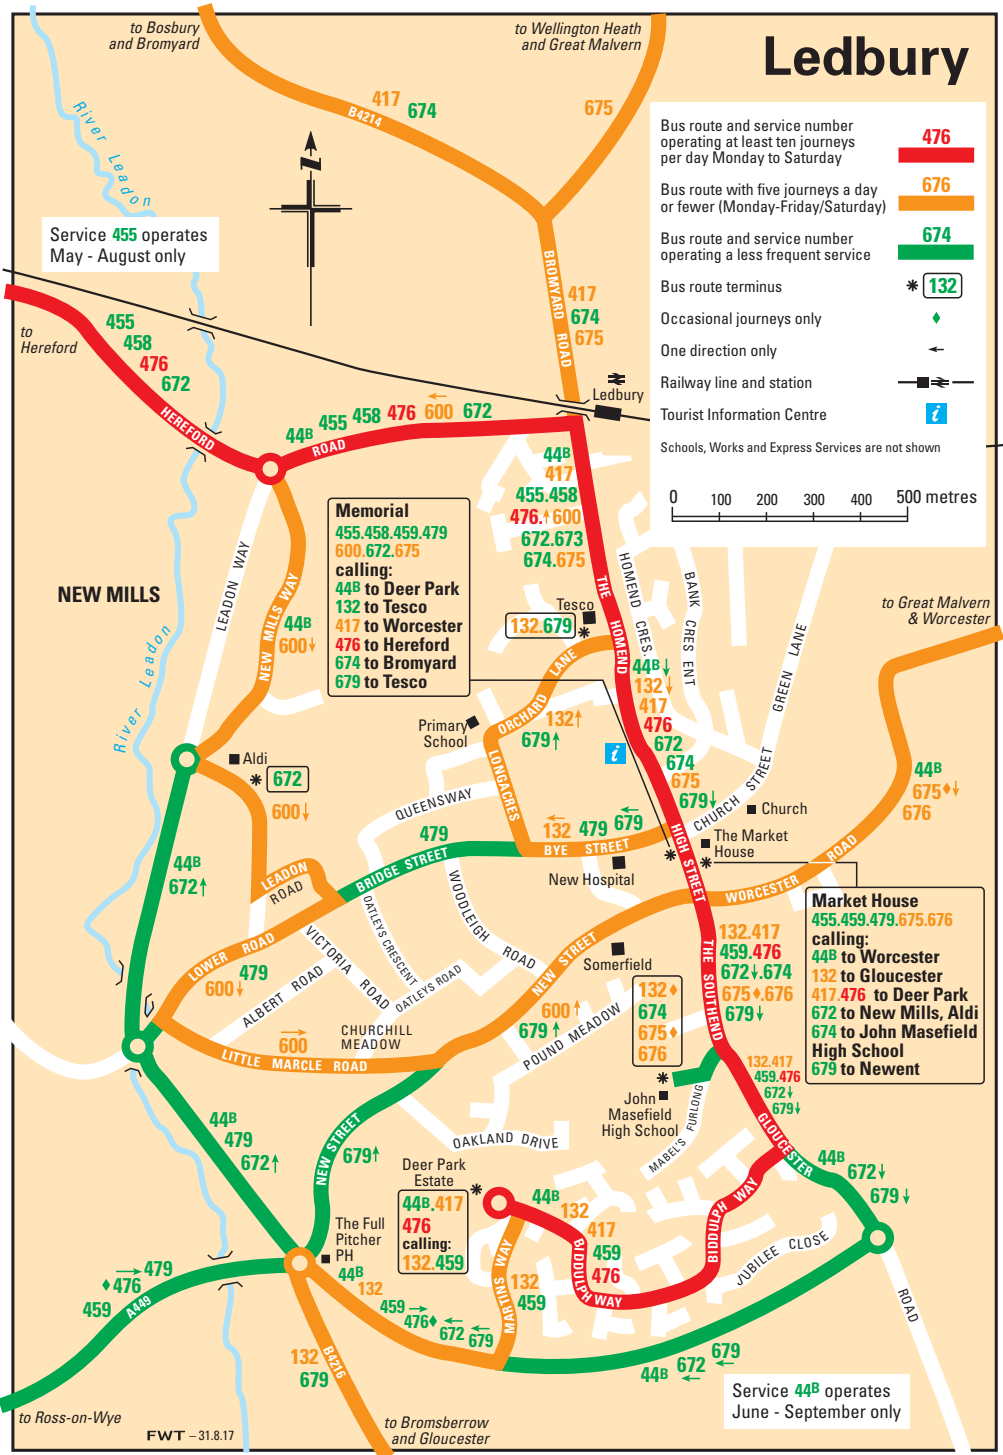 to Bosbury
and Bromyard
to Wellington Heath
and Great Malvern
Ledbury
River Leadon
417 674
B4214
675
N
Bus route and service number
operating at least ten journeys
per day Monday to Saturday
476
Bus route with five journeys a day
or fewer (Monday-Friday/Saturday)
676
Bus route and service number
operating a less frequent service
674
Bus route terminus
* 132
Occasional journeys only
♦
One direction only
←
Railway line and station
Tourist Information Centre
i
Schools, Works and Express Services are not shown
0 100 200 300 400 500 metres
Service 455 operates
May - August only
BROMYARD ROAD
417
674
675
to
Hereford
455
458
476
672
HEREFORD
ROAD
Ledbury
44B 455 458 476 ←600 672
44B
417
455.458
476.↑600
672.673
674.675
Memorial
455.458.459.479
600.672.675
calling:
44B to Deer Park
132 to Tesco
417 to Worcester
476 to Hereford
674 to Bromyard
679 to Tesco
NEW MILLS
LEADON WAY
NEW MILLS WAY
44B
600↓
River Leadon
THE HOMEND
HOMEND CRES.
BANK CRES ENT
GREEN LANE
to Great Malvern
& Worcester
Tesco
132.679 *
44B↓
132↓
417
476
672
674
675
679↓
ORCHARD LANE
Primary
School
132↑
679↑
i
LONGACRES
CHURCH STREET
Church
Aldi
* 672
600↓
QUEENSWAY
479
BRIDGE STREET
←132 479 ←679
BYE STREET
New Hospital
HIGH STREET
The Market
House
44B
675♦↓
676
WORCESTER ROAD
44B
672↑
LEADON
ROAD
OATLEYS CRESCENT
WOODLEIGH ROAD
Market House
455.459.479.675.676
calling:
44B to Worcester
132 to Gloucester
417.476 to Deer Park
672 to New Mills, Aldi
674 to John Masefield
High School
679 to Newent
LOWER ROAD
479
600↓
VICTORIA ROAD
ALBERT ROAD
OATLEYS ROAD
NEW STREET
Somerfield
THE SOUTHEND
132.417
459.476
672↓.674
675♦.676
679↓
132♦
674
675♦
676
→600
CHURCHILL
MEADOW
600↑
679↑
POUND MEADOW
LITTLE MARCLE ROAD
John
Masefield
High School
MABEL'S FURLONG
132.417
459.476
672↓
679↓
GLOUCESTER
44B
479
672↑
NEW STREET
679↑
OAKLAND DRIVE
44B 672↓
679↓
Deer Park
Estate
44B.417
476
calling:
132.459
44B
132
417
459
476
BIDDULPH WAY
BIDDULPH WAY
JUBILEE CLOSE
The Full
Pitcher
PH
44B
132
MARTINS WAY
132
459
→479
♦476
459
A449
459→
476♦
←672
←679
ROAD
44B ←672 ←679
132
679
B4216
Service 44B operates
June - September only
to Ross-on-Wye
FWT – 31.8.17
to Bromsberrow
and Gloucester